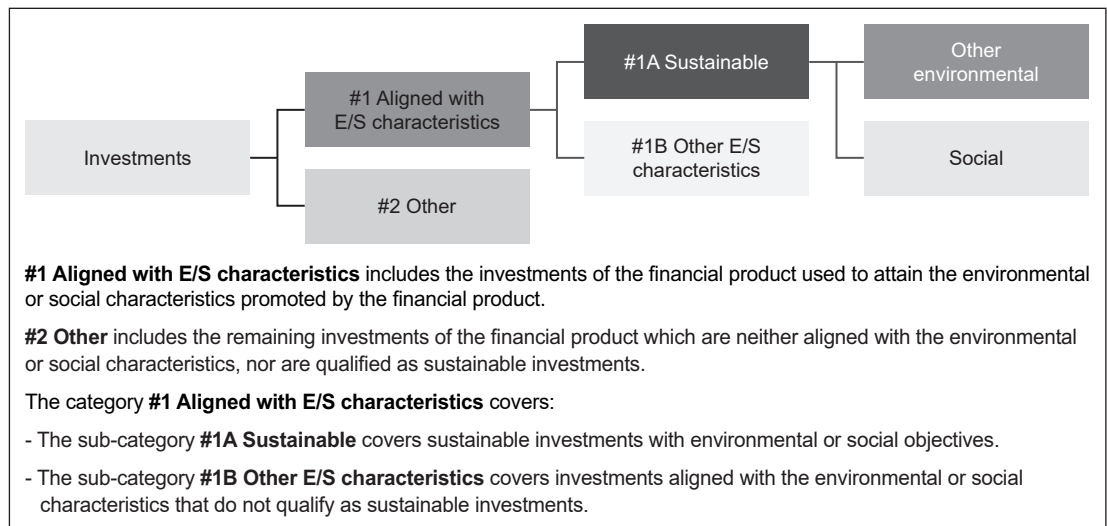 #1A Sustainable
Other
environmental
#1 Aligned with
E/S characteristics
Investments
#1B Other E/S
characteristics
Social
#2 Other
#1 Aligned with E/S characteristics includes the investments of the financial product used to attain the environmental
or social characteristics promoted by the financial product.
#2 Other includes the remaining investments of the financial product which are neither aligned with the environmental
or social characteristics, nor are qualified as sustainable investments.
The category #1 Aligned with E/S characteristics covers:
- The sub-category #1A Sustainable covers sustainable investments with environmental or social objectives.
- The sub-category #1B Other E/S characteristics covers investments aligned with the environmental or social
characteristics that do not qualify as sustainable investments.